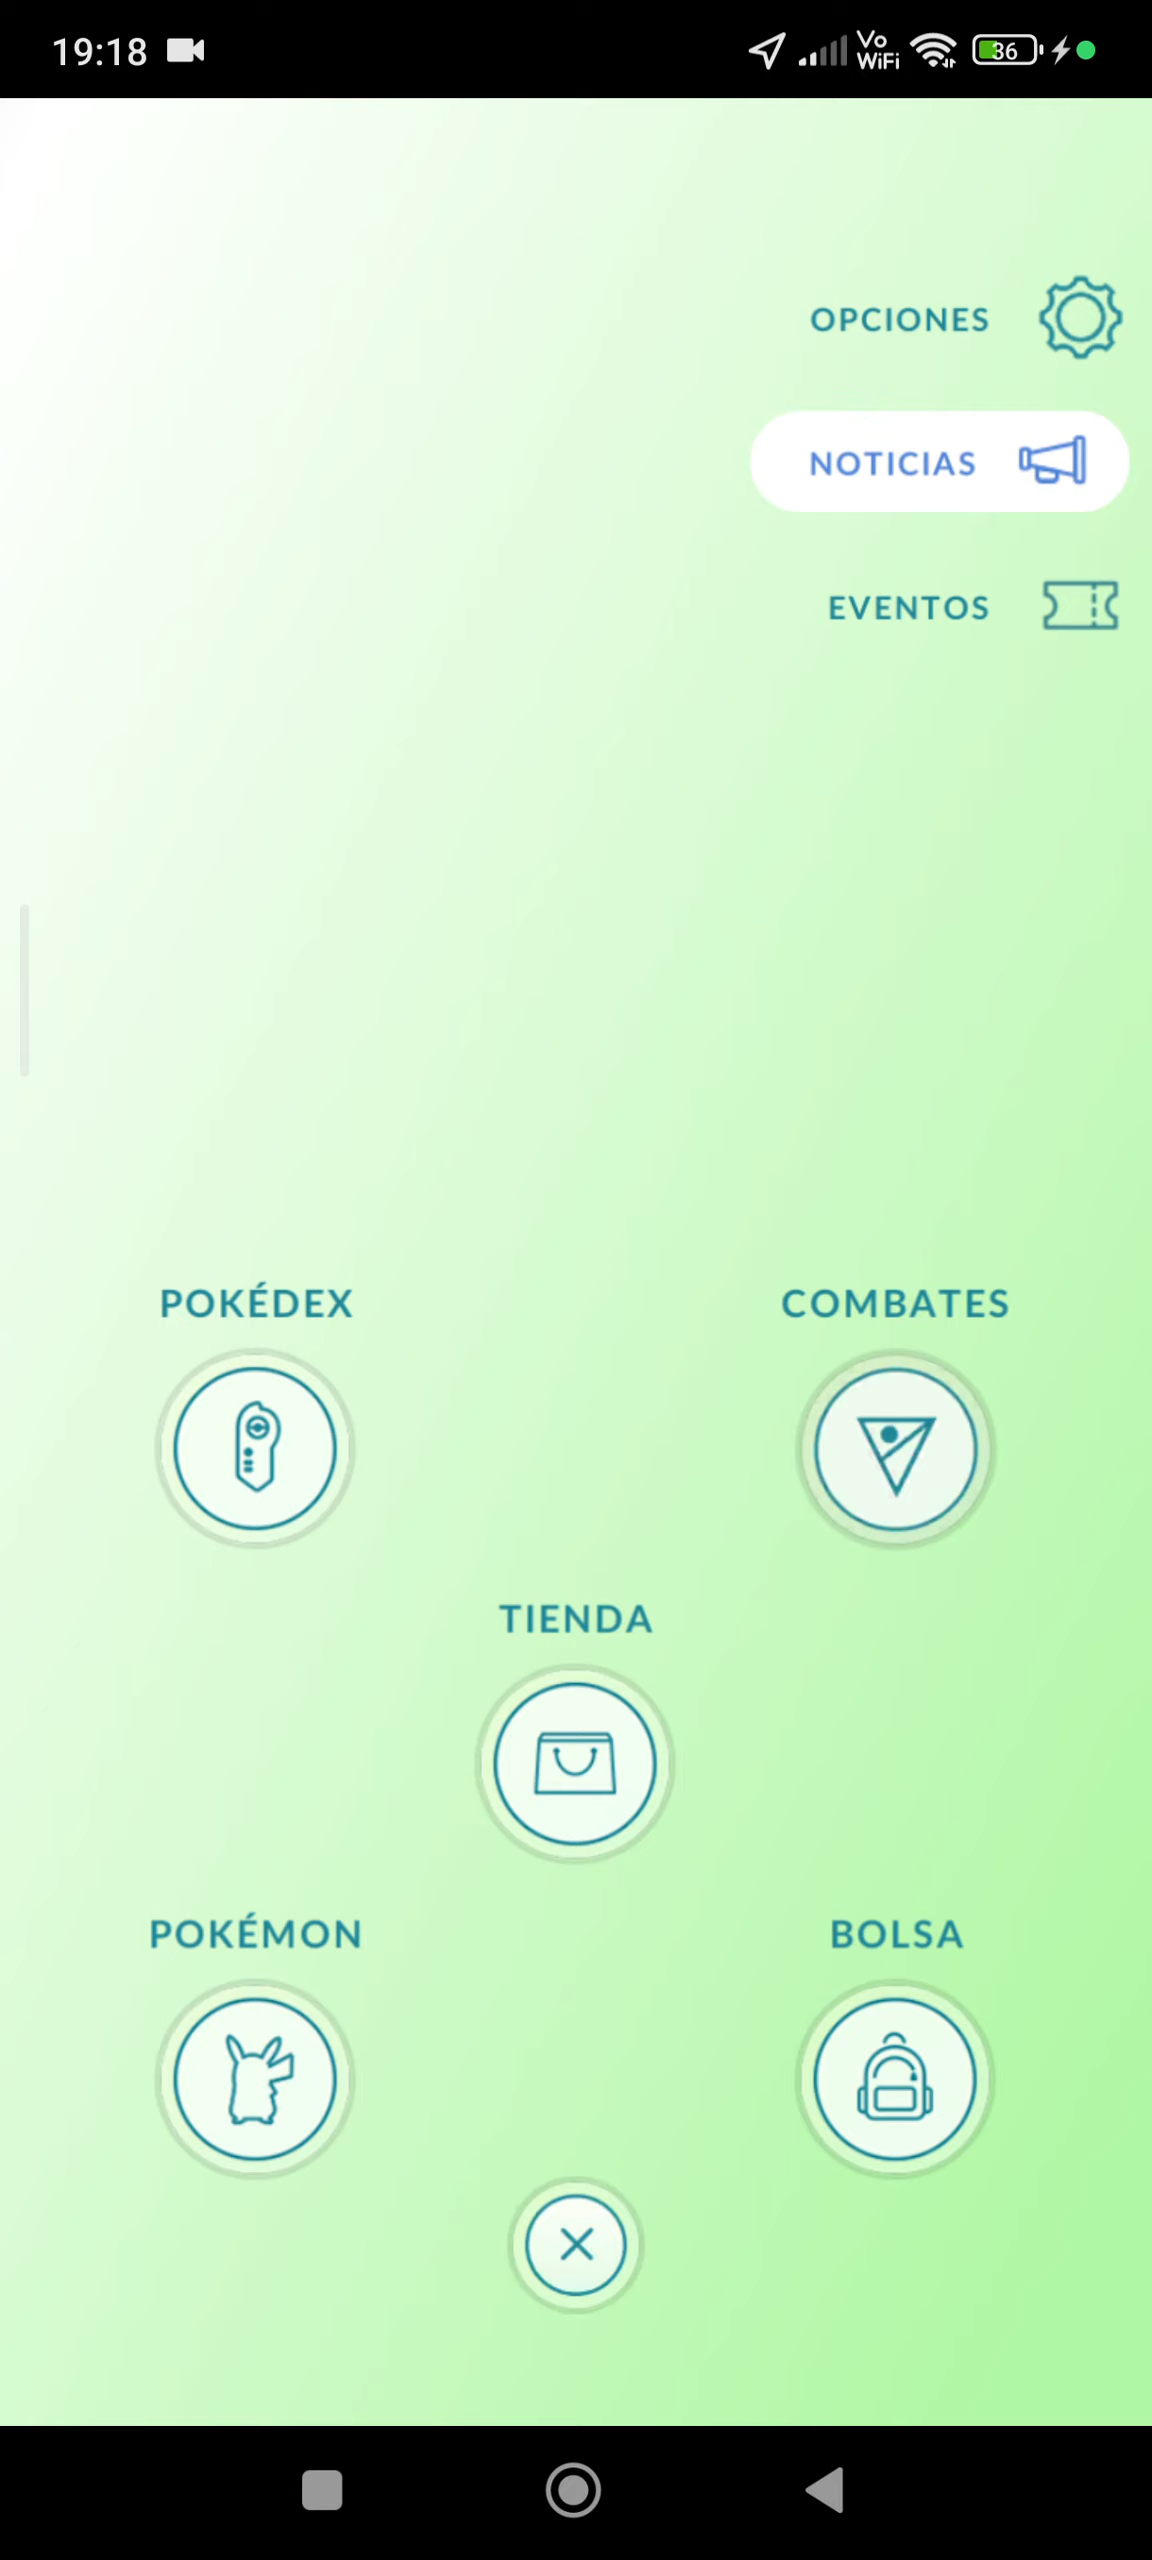 19:18
Vo
WiFi
36
OPCIONES
NOTICIAS
EVENTOS
POKÉDEX
COMBATES
TIENDA
POKÉMON
BOLSA